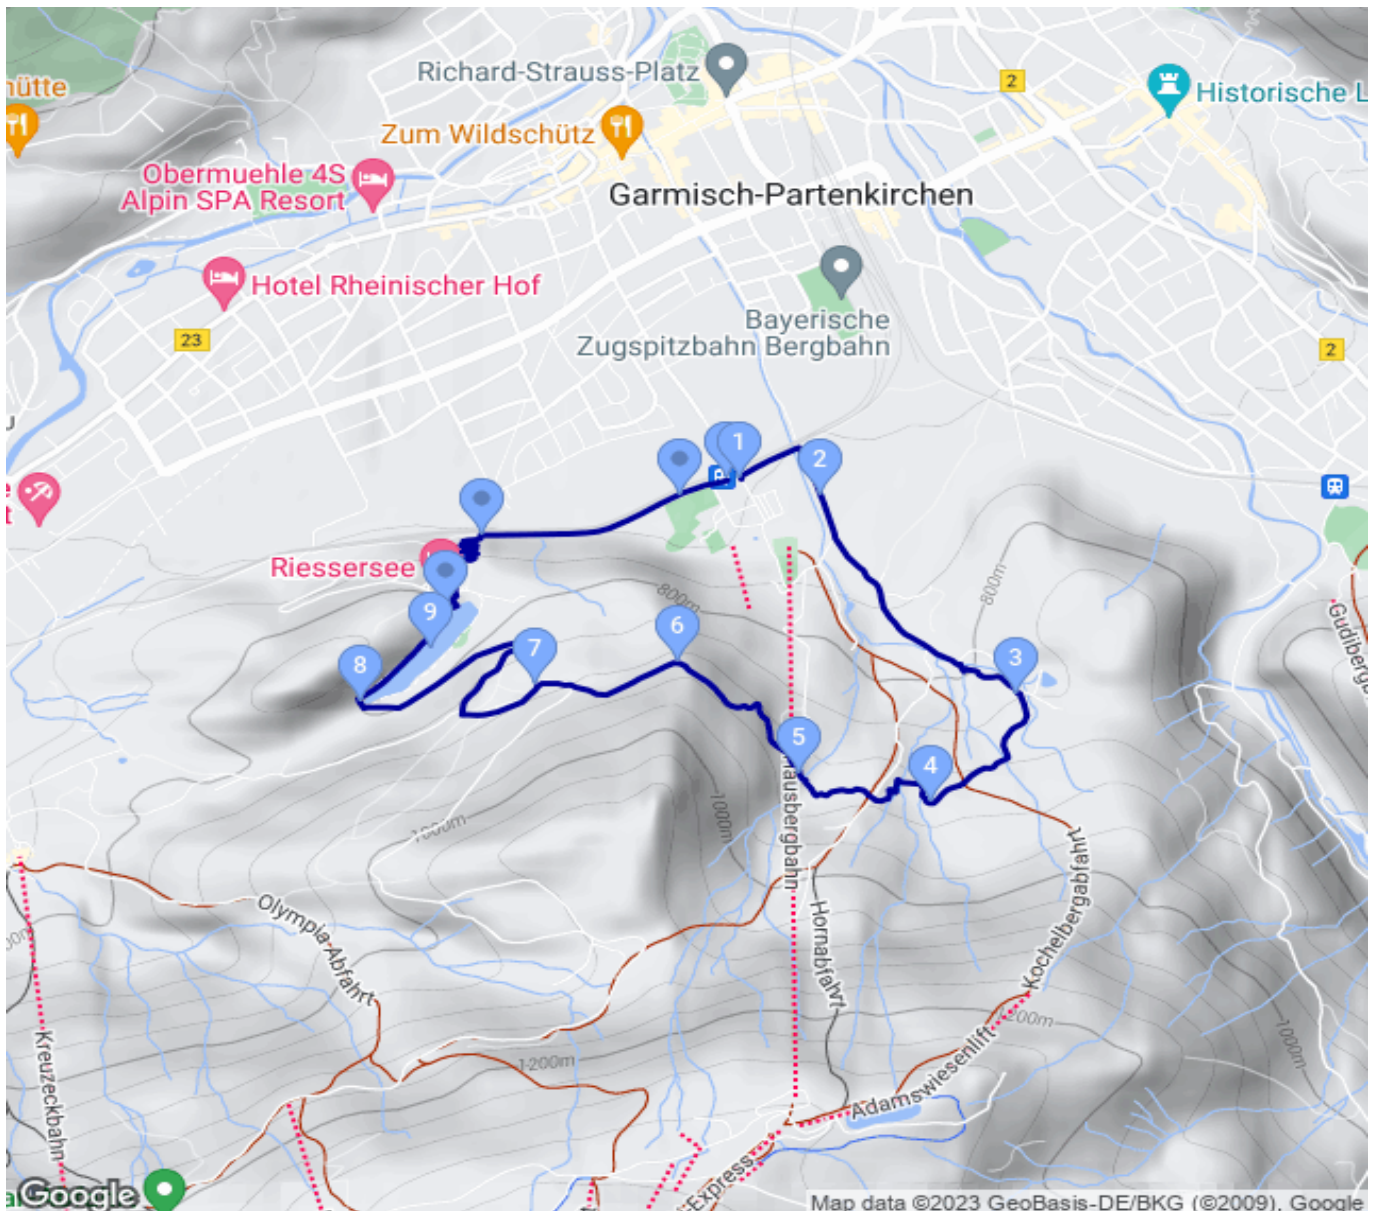 Richard-Strauss-Platz
2
Historische L
hütte
Zum Wildschütz
Obermuehle 4S
Alpin SPA Resort
Garmisch-Partenkirchen
Hotel Rheinischer Hof
Bayerische
Zugspitzbahn Bergbahn
23
2
1
2
Riessersee
800m
800m
9
6
7
3
8
5
4
Gudiberga
Hausbergbahn
1000m
1000m
Kochelbergabfahrt
Olympia Abfahrt
Hornabfahrt
1200m
1000m
Kreuzeckbahn
1200m
Adamswiesenlift
Express
Google
Map data ©2023 GeoBasis-DE/BKG (©2009), Google